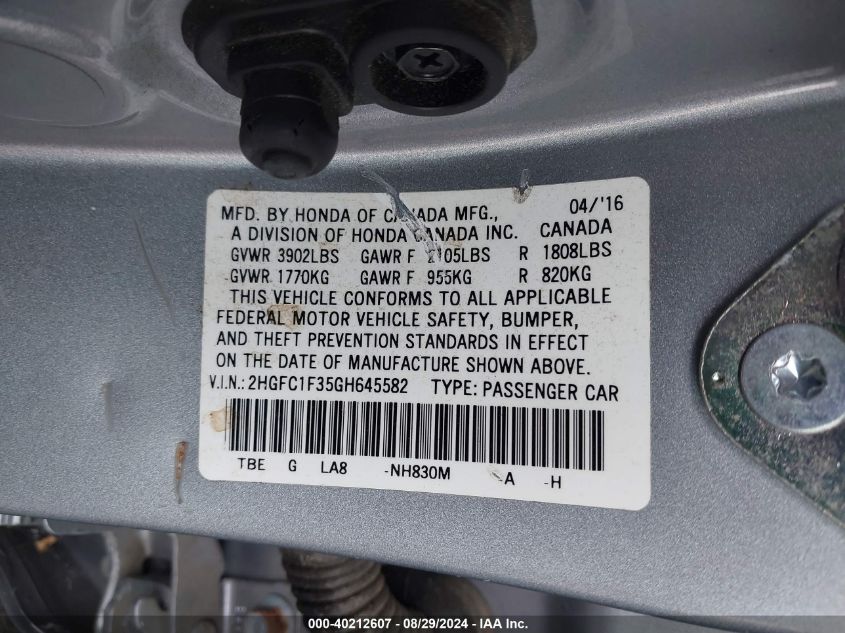 MFD. BY HONDA OF CANADA MFG., 04/'16
A DIVISION OF HONDA CANADA INC. CANADA
GVWR 3902LBS GAWR F 2105LBS R 1808LBS
GVWR 1770KG GAWR F 955KG R 820KG
THIS VEHICLE CONFORMS TO ALL APPLICABLE
FEDERAL MOTOR VEHICLE SAFETY, BUMPER,
AND THEFT PREVENTION STANDARDS IN EFFECT
ON THE DATE OF MANUFACTURE SHOWN ABOVE.
V.I.N.: 2HGFC1F35GH645582 TYPE: PASSENGER CAR
TBE G LA8 -NH830M -A -H
000-40212607 - 08/29/2024 - IAA Inc.